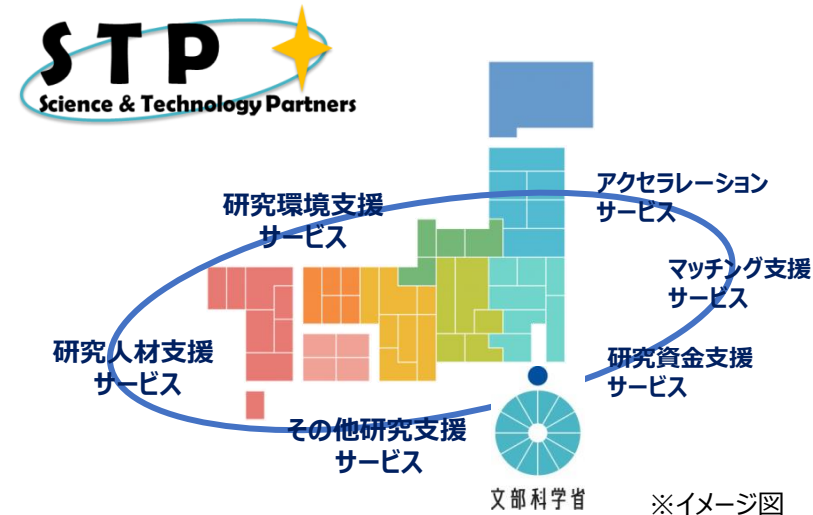 STP
Science & Technology Partners
研究環境支援
サービス
アクセラレーション
サービス
マッチング支援
サービス
研究人材支援
サービス
研究資金支援
サービス
その他研究支援
サービス
文部科学省
※イメージ図